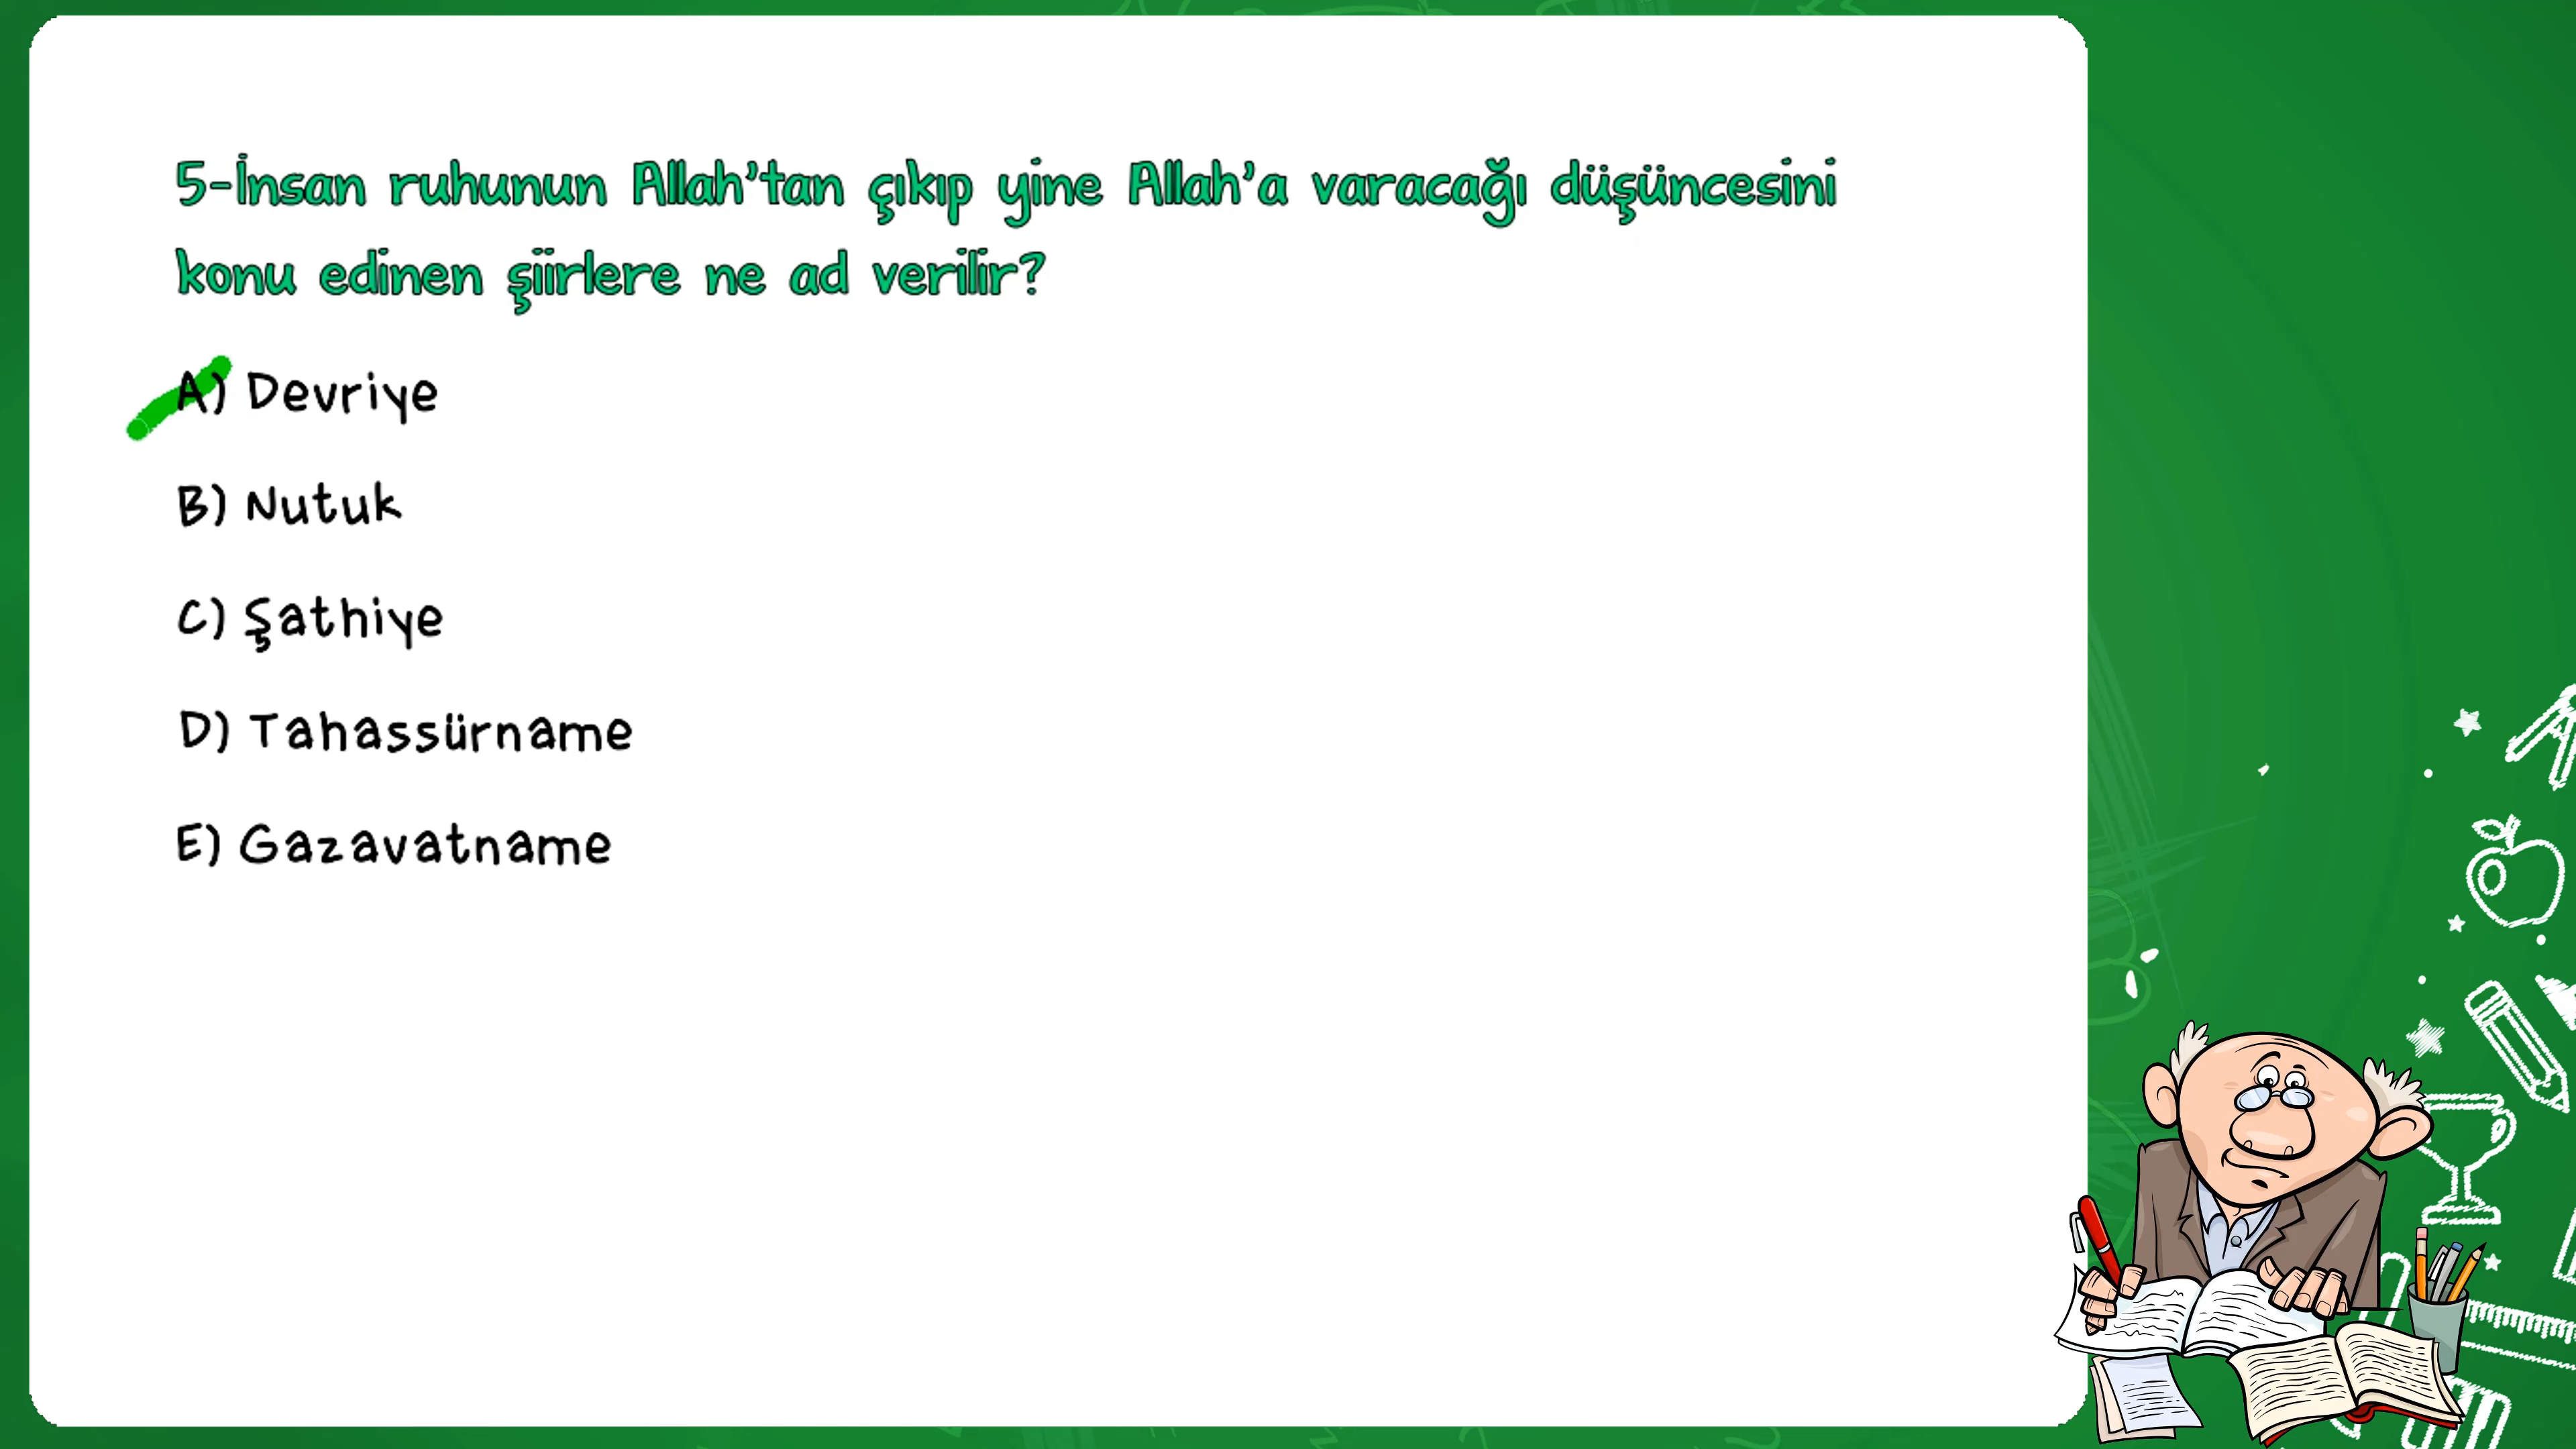 5-İnsan ruhunun Allah'tan çıkıp yine Allah'a varacağı düşüncesini
konu edinen şiirlere ne ad verilir?
A) Devriye
B) Nutuk
C) Şathiye
D) Tahassürname
E) Gazavatname